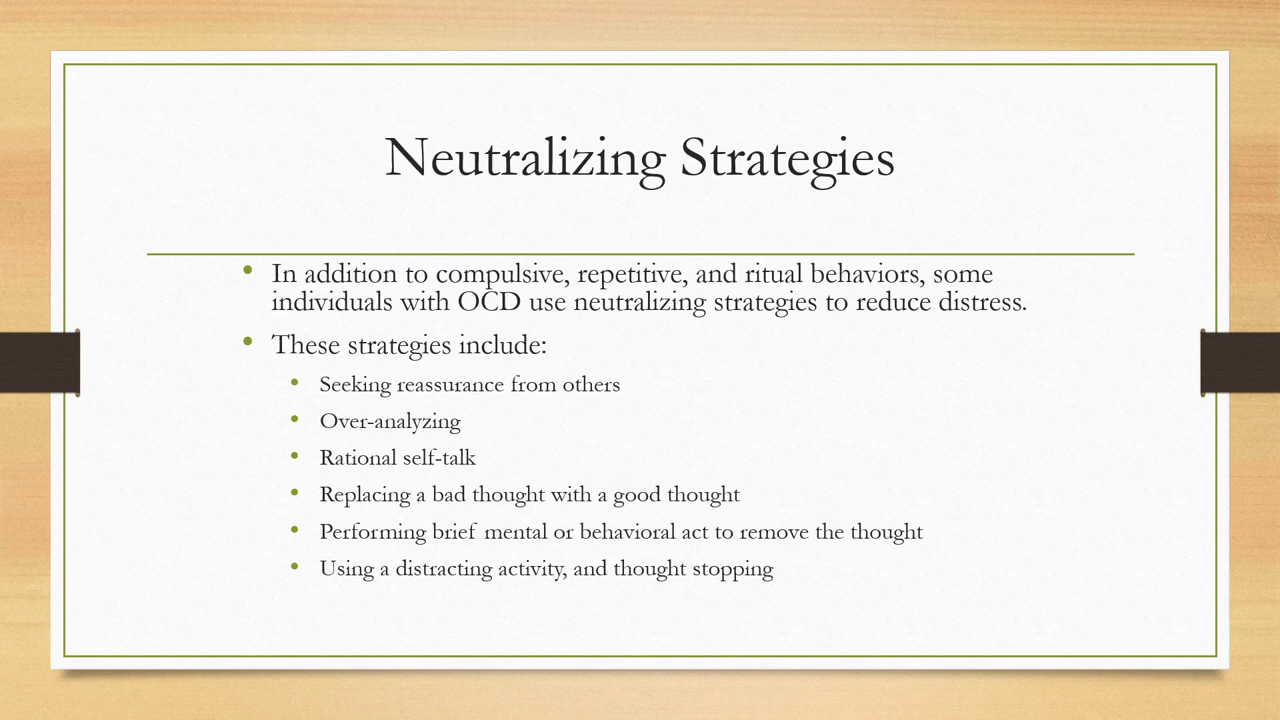 Neutralizing Strategies
• In addition to compulsive, repetitive, and ritual behaviors, some
individuals with OCD use neutralizing strategies to reduce distress.
• These strategies include:
• Seeking reassurance from others
• Over-analyzing
• Rational self-talk
• Replacing a bad thought with a good thought
• Performing brief mental or behavioral act to remove the thought
• Using a distracting activity, and thought stopping